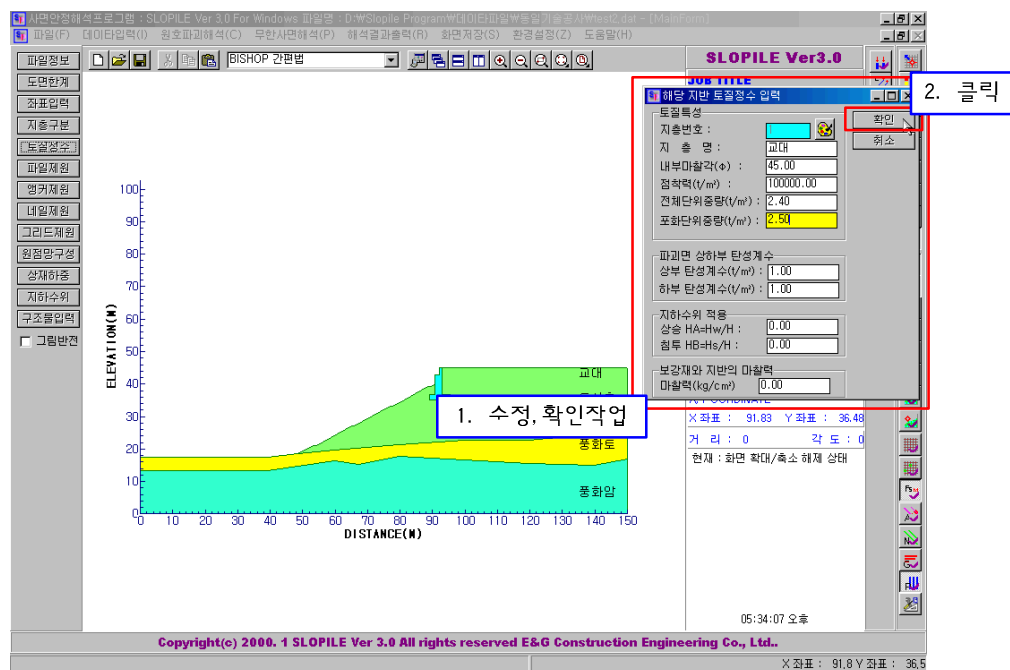 사면안정해석프로그램 : SLOPILE Ver 3.0 For Windows 파일명 : D:₩Slopile Program₩데이타파일₩동일기술공사₩test2.dat - [MainForm]
파일(F) 데이타입력(I) 원호파괴해석(C) 무한사면해석(P) 해석결과출력(R) 화면저장(S) 환경설정(Z) 도움말(H)
BISHOP 간편법
파일정보
도면한계
좌표입력
지층구분
토질정수
파일제원
앵커제원
네일제원
그리드제원
원점망구성
상재하중
지하수위
구조물입력
그림반전
SLOPILE Ver3.0
JOB TITLE
해당 지반 토질정수 입력
토질특성
지층번호 : 1
지 층 명 : 교대
내부마찰각(Φ) : 45.00
점착력(t/m²) : 100000.00
전체단위중량(t/m³) : 2.40
포화단위중량(t/m³) : 2.50
파괴면 상하부 탄성계수
상부 탄성계수(t/m²) : 1.00
하부 탄성계수(t/m²) : 1.00
지하수위 적용
상승 HA=Hw/H : 0.00
침투 HB=Hs/H : 0.00
보강재와 지반의 마찰력
마찰력(kg/cm²) 0.00
확인
취소
2. 클릭
1. 수정,확인작업
ELEVATION(M)
100
90
80
70
60
50
40
30
20
10
0
0 10 20 30 40 50 60 70 80 90 100 110 120 130 140 150
DISTANCE(M)
교대
풍화토
풍화암
X,Y COORDINATE
X 좌표 : 91.83 Y 좌표 : 36.48
거 리 : 0 각 도 : 0
현재 : 화면 확대/축소 해제 상태
05:34:07 오후
Copyright(c) 2000. 1 SLOPILE Ver 3.0 All rights reserved E&G Construction Engineering Co., Ltd..
X 좌표 : 91,8 Y 좌표 : 36,5